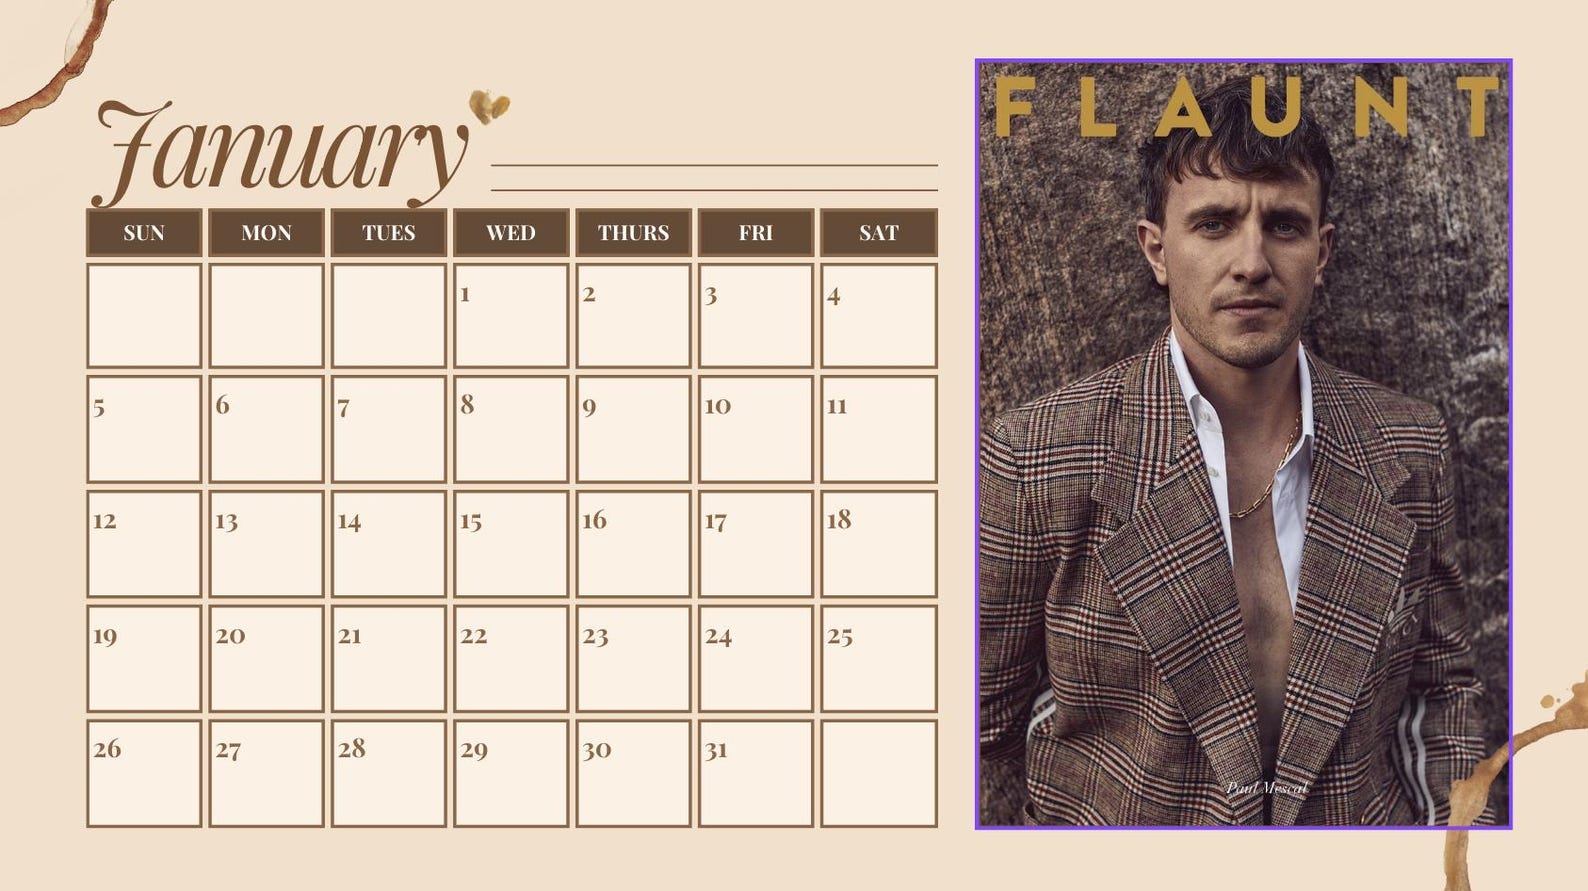 January
SUN MON TUES WED THURS FRI SAT
1 2 3 4
5 6 7 8 9 10 11
12 13 14 15 16 17 18
19 20 21 22 23 24 25
26 27 28 29 30 31
FLAUNT
Paul Mescal